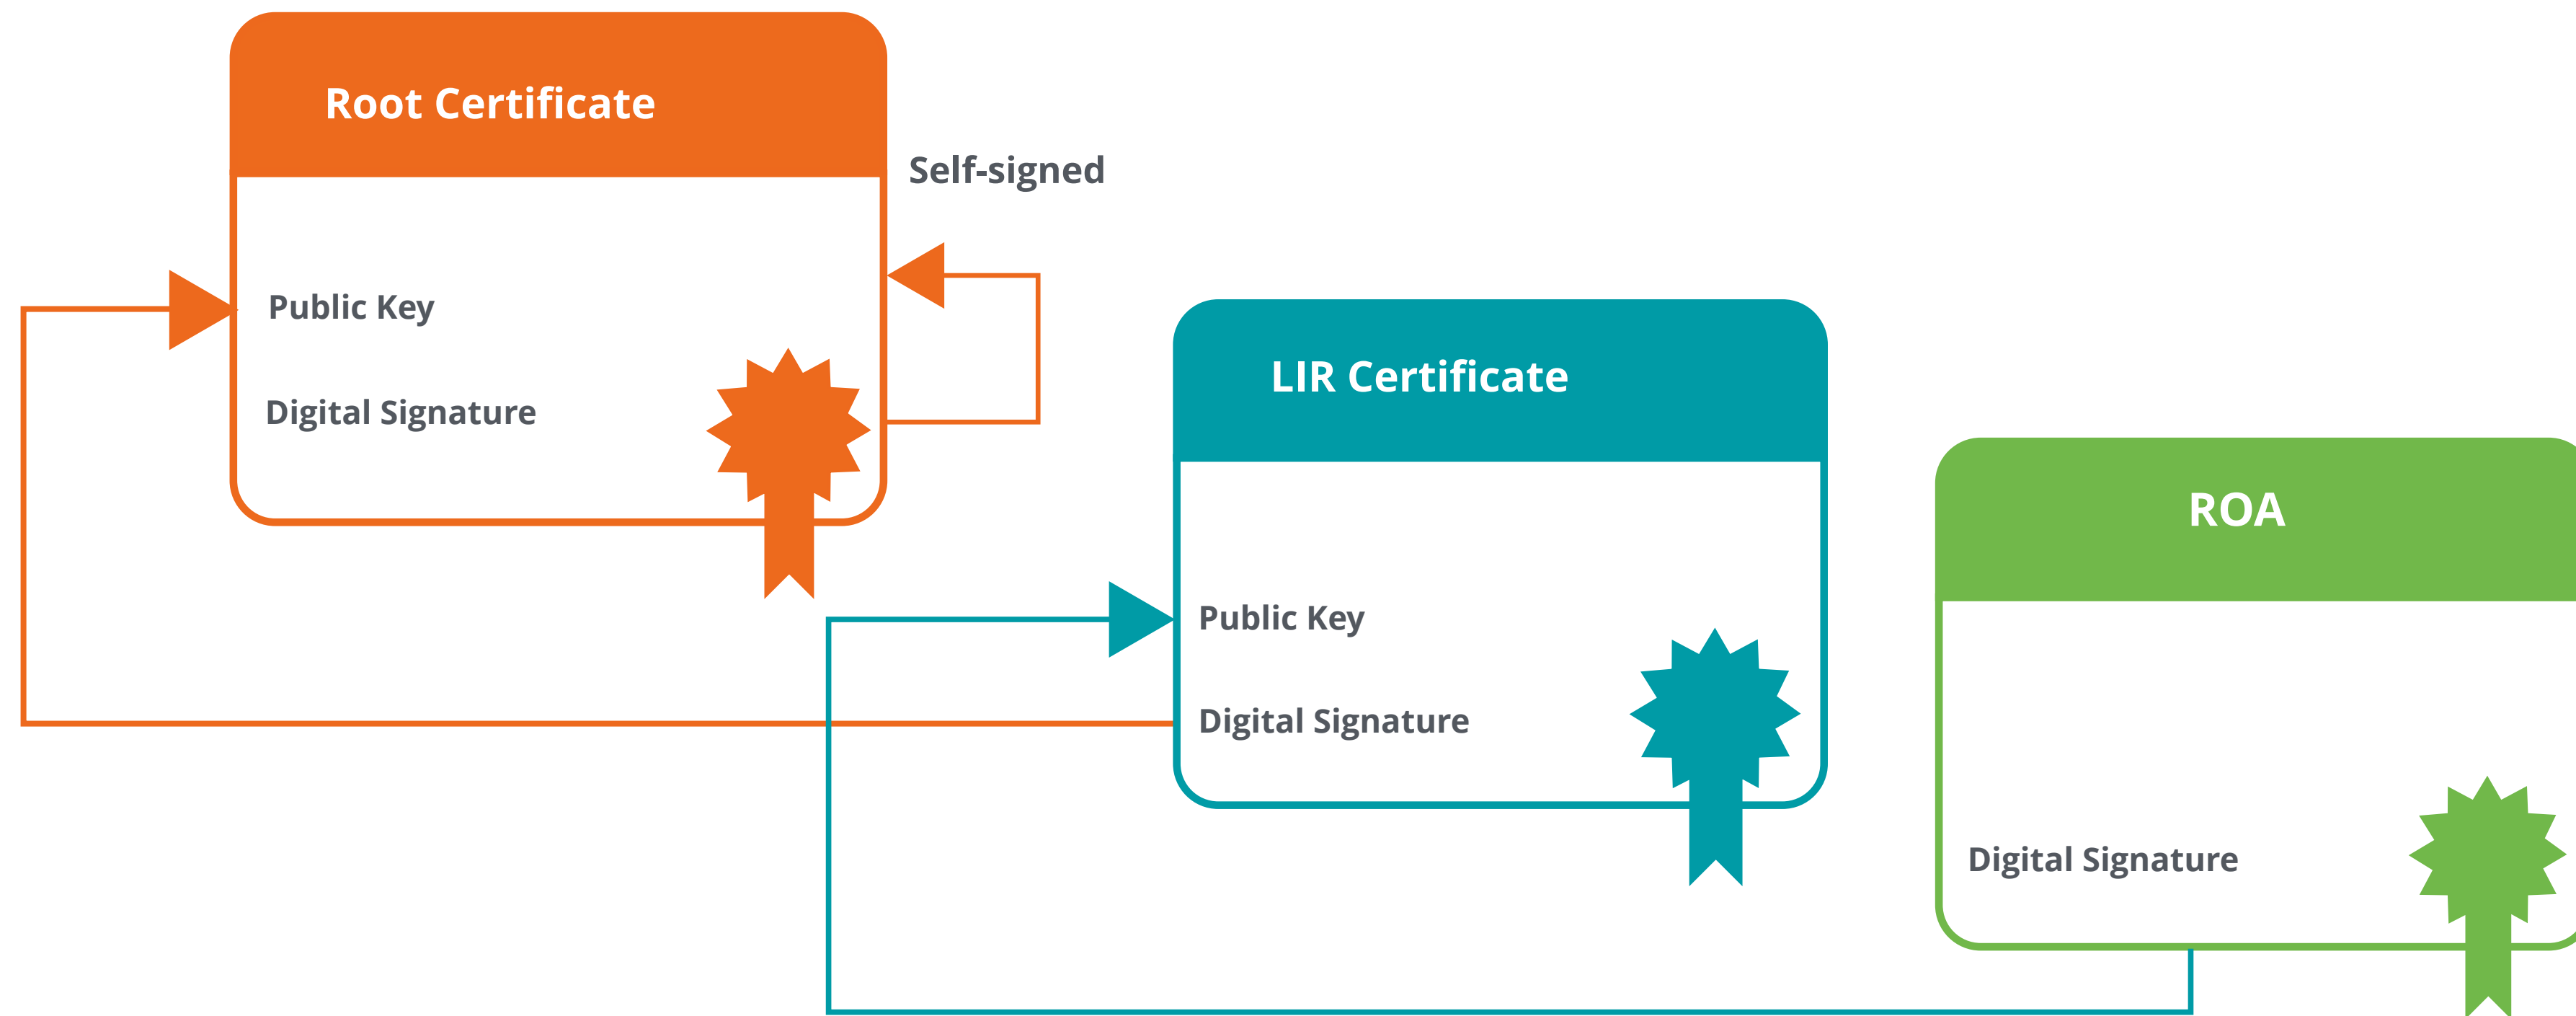 Root Certificate
Self-signed
Public Key
Digital Signature
LIR Certificate
Public Key
Digital Signature
ROA
Digital Signature